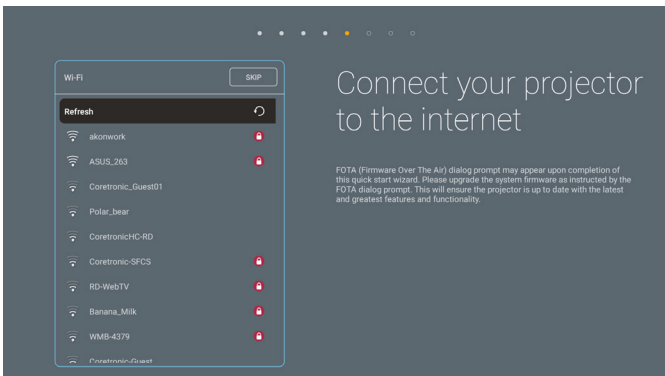 Wi-Fi
SKIP
Refresh
akonwork
ASUS_263
Coretronic_Guest01
Polar_bear
CoretronicHC-RD
Coretronic-SFCS
RD-WebTV
Banana_Milk
WMB-4379
Coretronic-Guest
Connect your projector
to the internet
FOTA (Firmware Over The Air) dialog prompt may appear upon completion of
this quick start wizard. Please upgrade the system firmware as instructed by the
FOTA dialog prompt. This will ensure the projector is up to date with the latest
and greatest features and functionality.